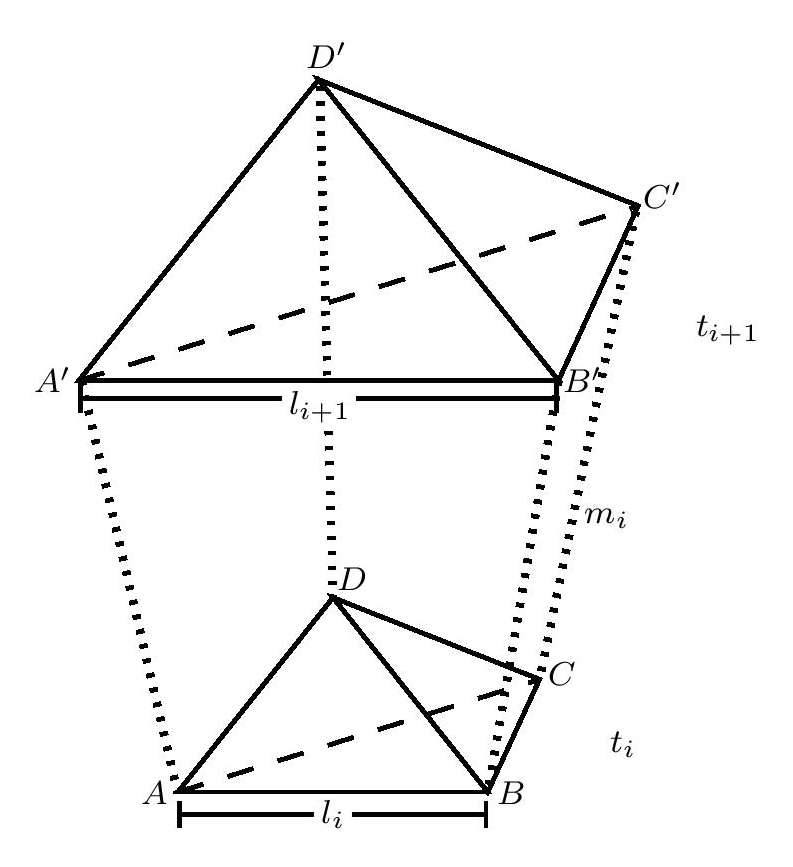 D′
C′
t_{i+1}
A′
B′
l_{i+1}
m_i
D
C
t_i
A
B
l_i